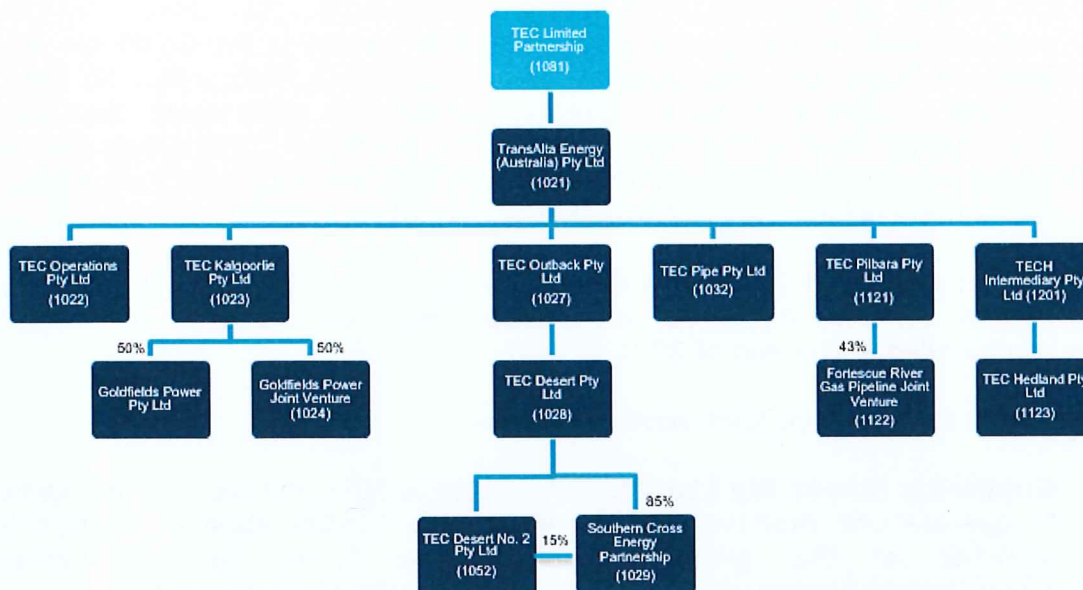 TEC Limited
Partnership
(1081)
TransAlta Energy
(Australia) Pty Ltd
(1021)
TEC Operations
Pty Ltd
(1022)
TEC Kalgoorlie
Pty Ltd
(1023)
TEC Outback Pty
Ltd
(1027)
TEC Pipe Pty Ltd
(1032)
TEC Pilbara Pty
Ltd
(1121)
TECH
Intermediary Pty
Ltd (1201)
50%
50%
43%
Goldfields Power
Pty Ltd
Goldfields Power
Joint Venture
(1024)
TEC Desert Pty
Ltd
(1028)
Fortescue River
Gas Pipeline Joint
Venture
(1122)
TEC Hedland Pty
Ltd
(1123)
85%
TEC Desert No. 2
Pty Ltd
(1052)
15%
Southern Cross
Energy
Partnership
(1029)